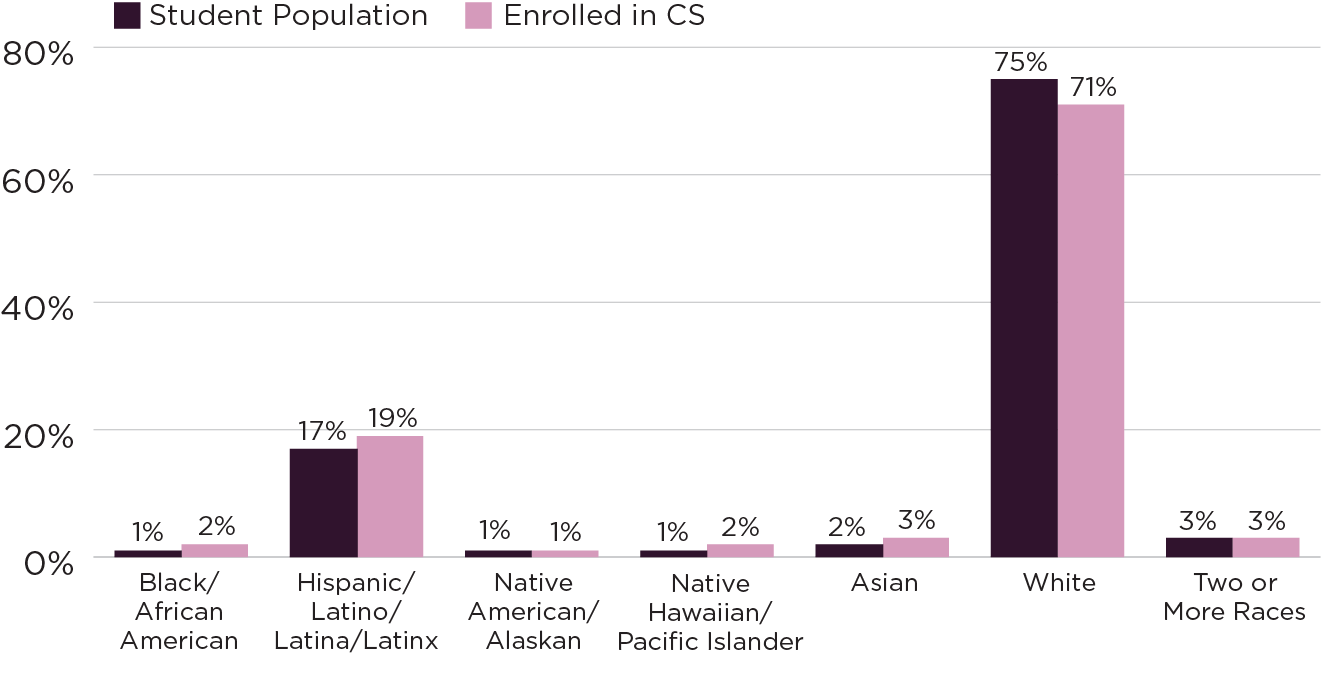 Student Population Enrolled in CS
80%
75%
71%
60%
40%
20%
17% 19%
0%
1% 2%
1% 1%
1% 2%
2% 3%
3% 3%
Black/
African
American
Hispanic/
Latino/
Latina/Latinx
Native
American/
Alaskan
Native
Hawaiian/
Pacific Islander
Asian
White
Two or
More Races